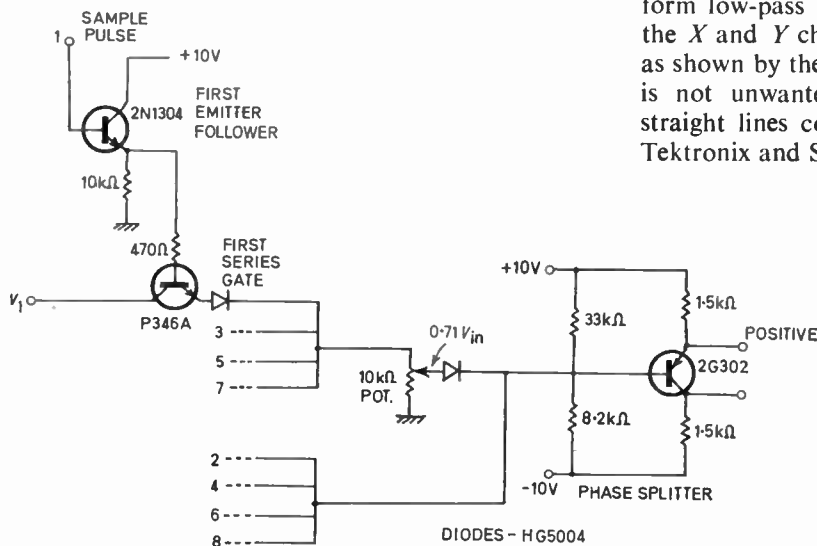 SAMPLE
PULSE
1
+10V
2N1304
FIRST
EMITTER
FOLLOWER
10kΩ
470Ω
FIRST
SERIES
GATE
V1
P346A
3
5
7
10kΩ
POT.
0·71 Vin
+10V
33kΩ
1·5kΩ
POSITIVE
2G302
8·2kΩ
1·5kΩ
-10V
PHASE SPLITTER
2
4
6
8
DIODES - HG5004
form low-pass
the X and Y ch
as shown by the
is not unwante
straight lines co
Tektronix and S